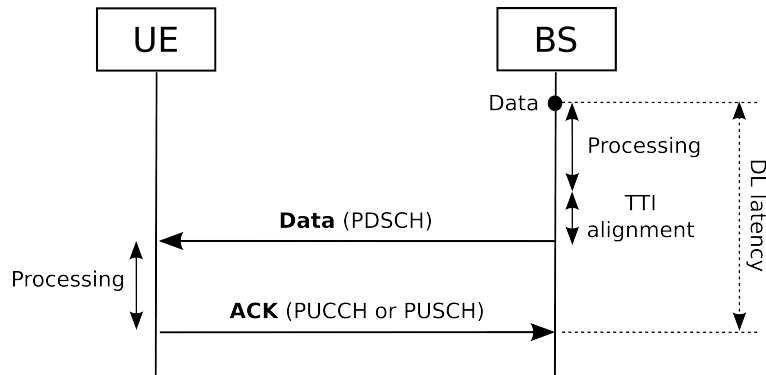 UE
BS
Data
Processing
TTI
alignment
DL latency
Data (PDSCH)
Processing
ACK (PUCCH or PUSCH)